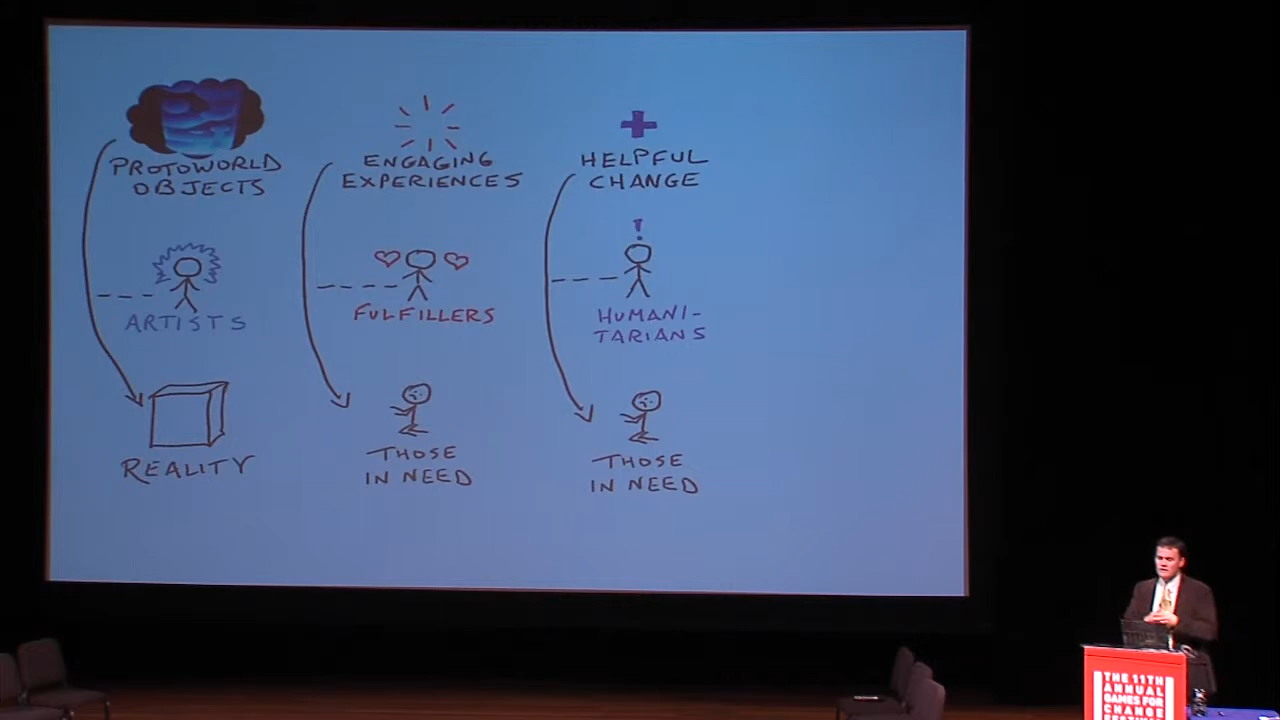 PROTOWORLD
OBJECTS
ENGAGING
EXPERIENCES
HELPFUL
CHANGE
!
ARTISTS
FULFILLERS
HUMANI-
TARIANS
REALITY
THOSE
IN NEED
THOSE
IN NEED
THE 11TH
ANNUAL
GAMES FOR
CHANGE